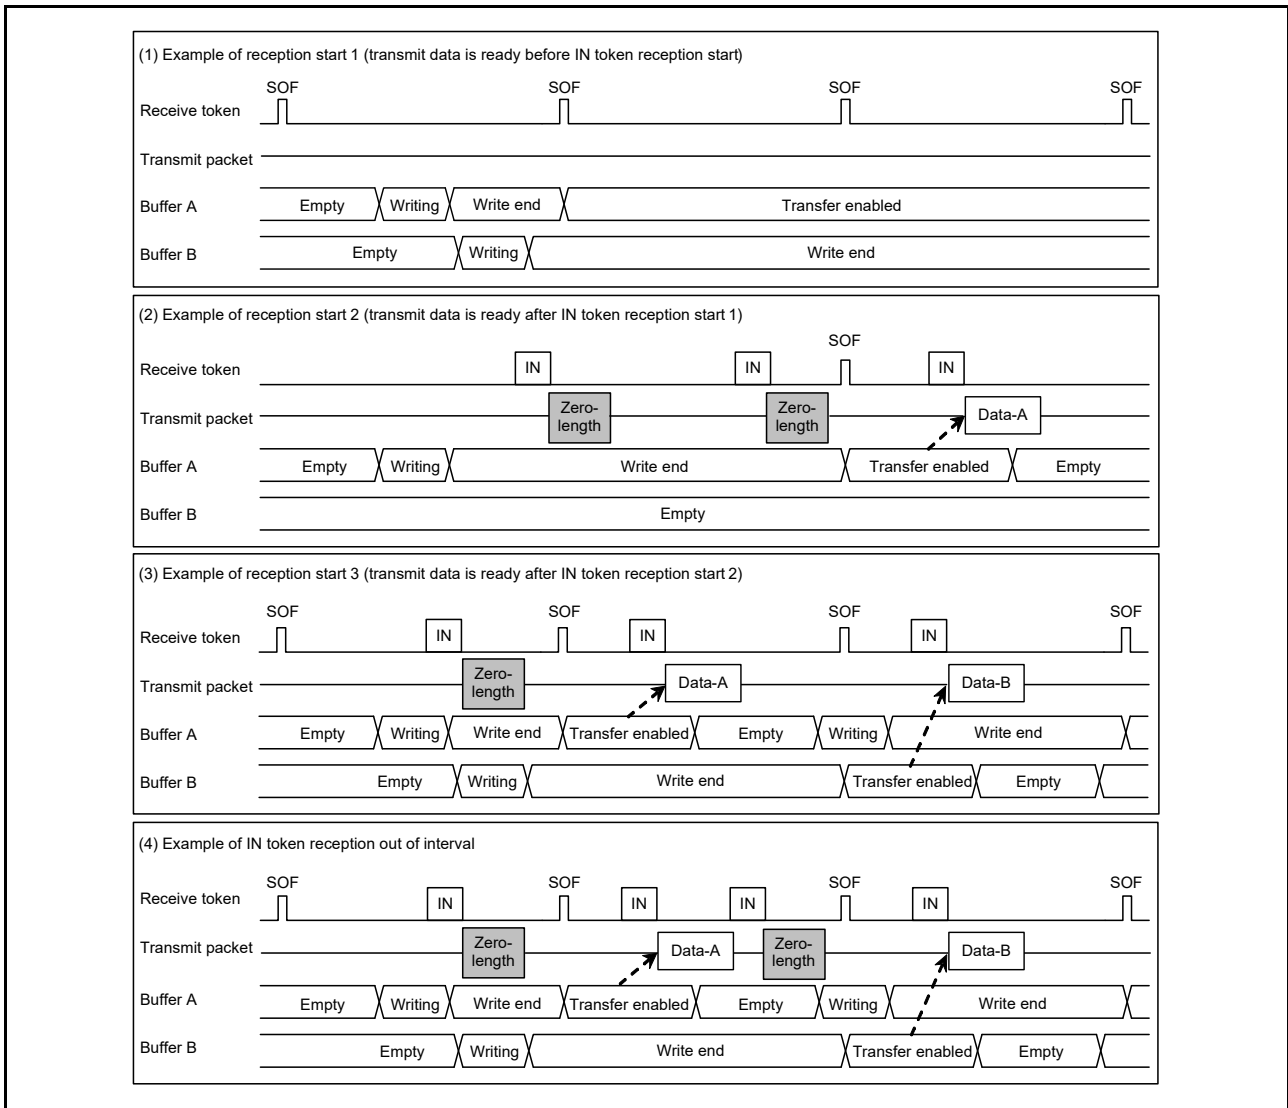 (1) Example of reception start 1 (transmit data is ready before IN token reception start)
SOF SOF SOF SOF
Receive token
Transmit packet
Buffer A Empty Writing Write end Transfer enabled
Buffer B Empty Writing Write end
(2) Example of reception start 2 (transmit data is ready after IN token reception start 1)
SOF
Receive token IN IN IN
Transmit packet Zero-length Zero-length Data-A
Buffer A Empty Writing Write end Transfer enabled Empty
Buffer B Empty
(3) Example of reception start 3 (transmit data is ready after IN token reception start 2)
SOF SOF SOF SOF
Receive token IN IN IN
Transmit packet Zero-length Data-A Data-B
Buffer A Empty Writing Write end Transfer enabled Empty Writing Write end
Buffer B Empty Writing Write end Transfer enabled Empty
(4) Example of IN token reception out of interval
SOF SOF SOF SOF
Receive token IN IN IN IN
Transmit packet Zero-length Data-A Zero-length Data-B
Buffer A Empty Writing Write end Transfer enabled Empty Writing Write end
Buffer B Empty Writing Write end Transfer enabled Empty